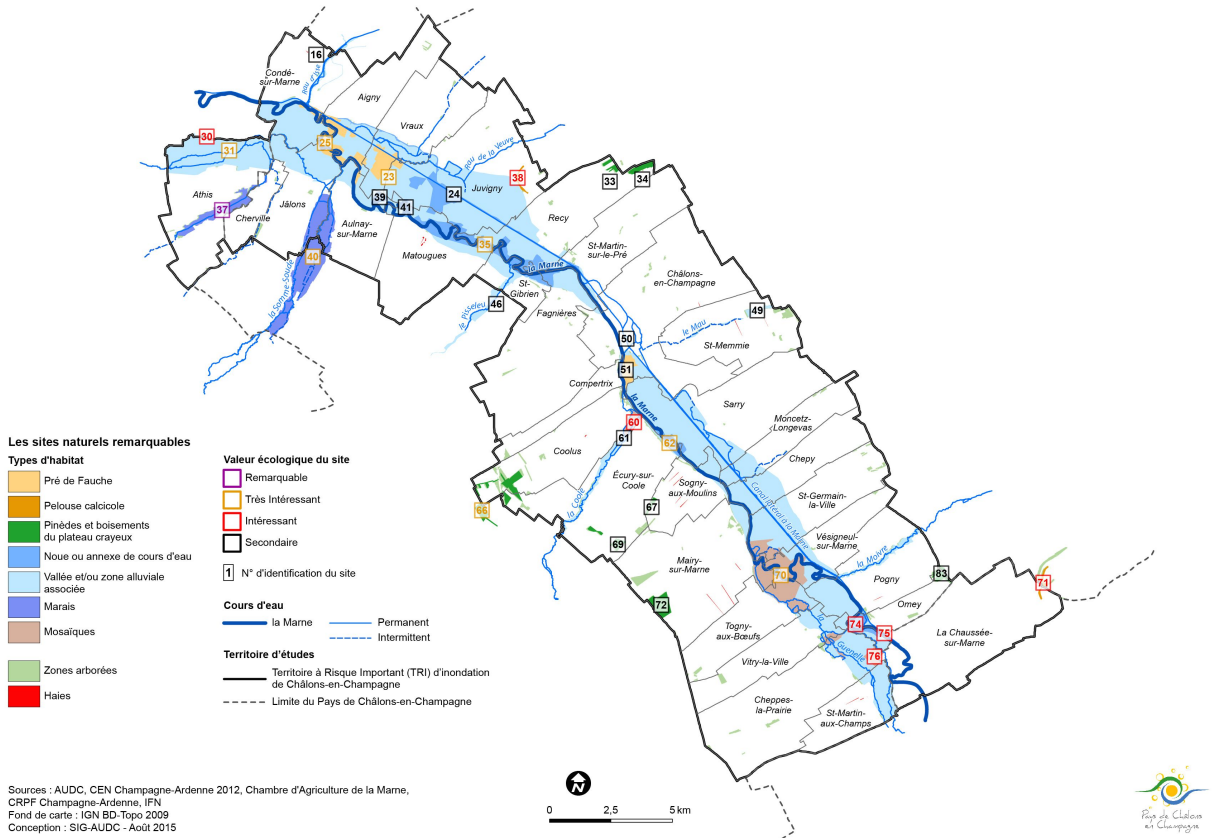 16
Condé-
sur-Marne
Rau d'Isse
Aigny
Vraux
Rau de la Veuve
30
31
25
23
38
33
34
39
41
24
Juvigny
Recy
Athis
37
Cherville
Jâlons
Aulnay-
sur-Marne
Matougues
35
St-Martin-
sur-le-Pré
40
la Somme-Soude
la Marne
St-
Gibrien
Châlons-
en-Champagne
46
le Pisseleu
Fagnières
49
le Mau
50
St-Memmie
51
Compertrix
la Marne
Sarry
60
61
62
Moncetz-
Longevas
Coolus
Chepy
Écury-sur-
Coole
Sogny-
aux-Moulins
la Coole
Canal latéral à la Marne
66
67
St-Germain-
la-Ville
69
Vésigneul-
sur-Marne
la Moivre
Mairy-
sur-Marne
70
Pogny
83
71
72
Omey
74
75
76
la Guenelle
Togny-
aux-Bœufs
La Chaussée-
sur-Marne
Vitry-la-Ville
Cheppes-
la-Prairie
St-Martin-
aux-Champs
Les sites naturels remarquables
Types d'habitat
Pré de Fauche
Pelouse calcicole
Pinèdes et boisements
du plateau crayeux
Noue ou annexe de cours d'eau
Vallée et/ou zone alluviale
associée
Marais
Mosaïques
Zones arborées
Haies
Valeur écologique du site
Remarquable
Très Intéressant
Intéressant
Secondaire
1 N° d'identification du site
Cours d'eau
la Marne
Permanent
Intermittent
Territoire d'études
Territoire à Risque Important (TRI) d'inondation
de Châlons-en-Champagne
Limite du Pays de Châlons-en-Champagne
Sources : AUDC, CEN Champagne-Ardenne 2012, Chambre d'Agriculture de la Marne,
CRPF Champagne-Ardenne, IFN
Fond de carte : IGN BD-Topo 2009
Conception : SIG-AUDC - Août 2015
N
0 2,5 5 km
Pays de Châlons
en Champagne